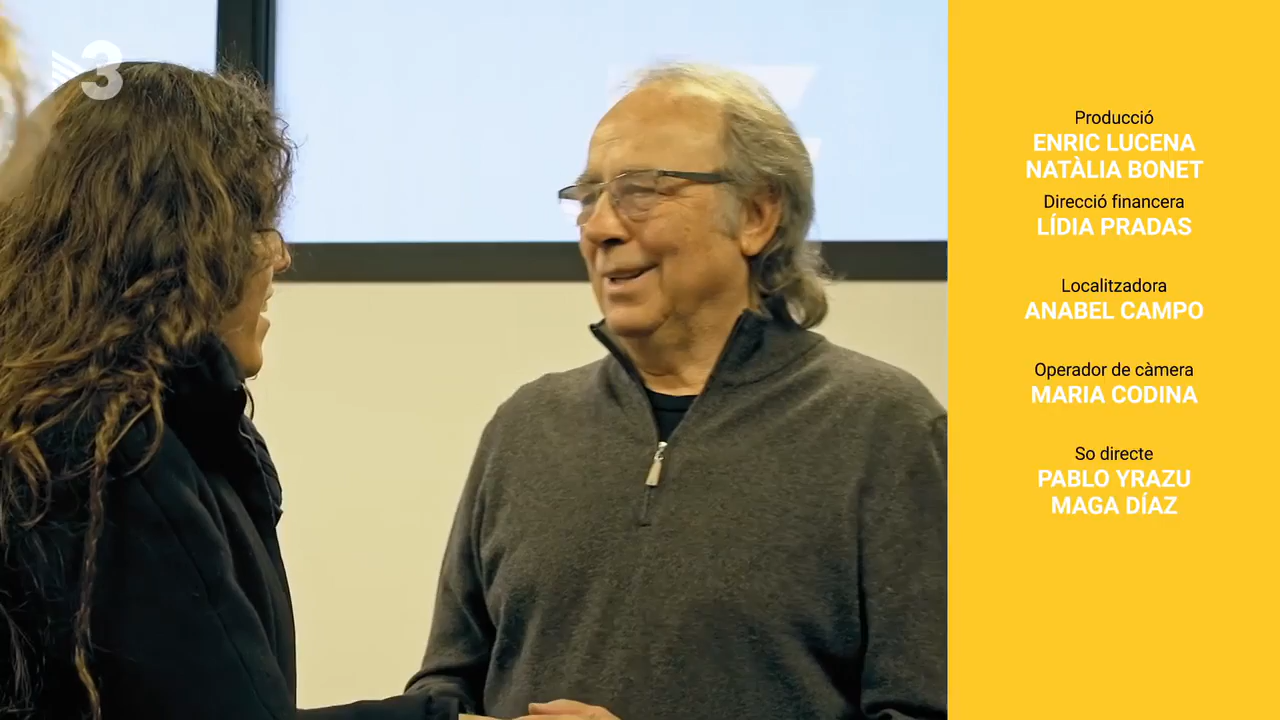 3
Producció
ENRIC LUCENA
NATÀLIA BONET
Direcció financera
LÍDIA PRADAS
Localitzadora
ANABEL CAMPO
Operador de càmera
MARIA CODINA
So directe
PABLO YRAZU
MAGA DÍAZ